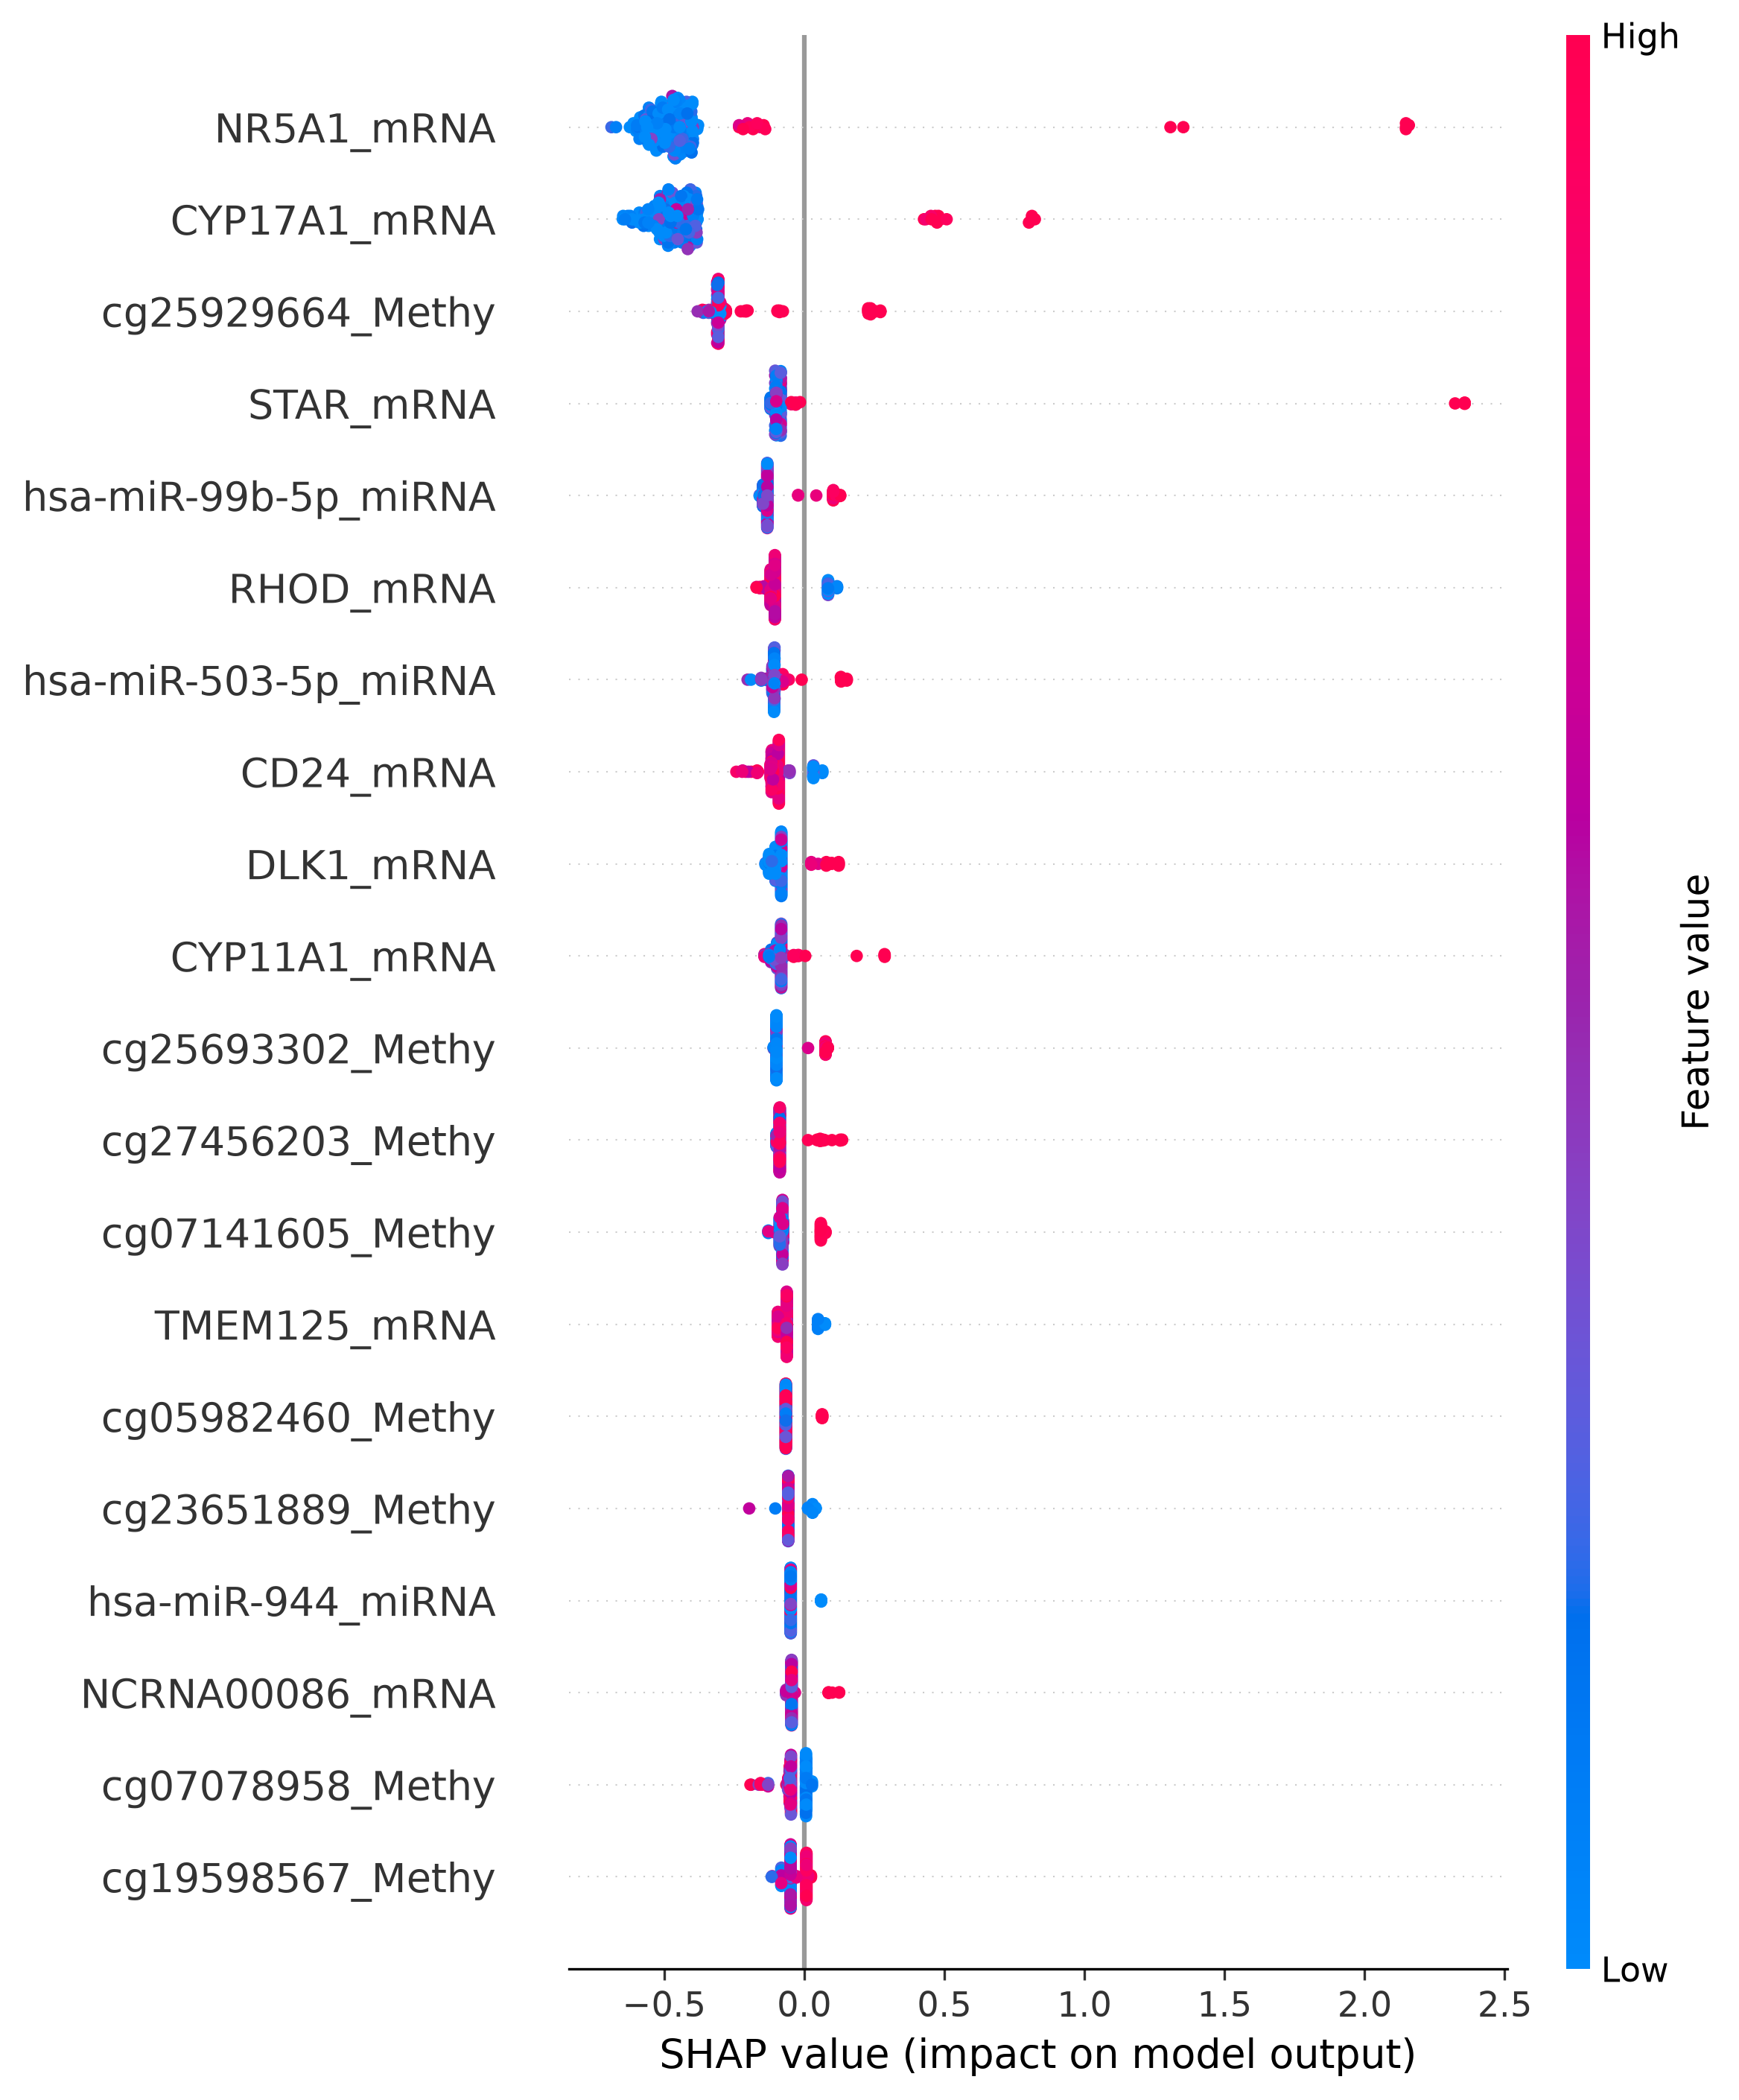 High
NR5A1_mRNA
CYP17A1_mRNA
cg25929664_Methy
STAR_mRNA
hsa-miR-99b-5p_miRNA
RHOD_mRNA
hsa-miR-503-5p_miRNA
CD24_mRNA
DLK1_mRNA
CYP11A1_mRNA
cg25693302_Methy
cg27456203_Methy
cg07141605_Methy
TMEM125_mRNA
cg05982460_Methy
cg23651889_Methy
hsa-miR-944_miRNA
NCRNA00086_mRNA
cg07078958_Methy
cg19598567_Methy
Feature value
Low
−0.5 0.0 0.5 1.0 1.5 2.0 2.5
SHAP value (impact on model output)